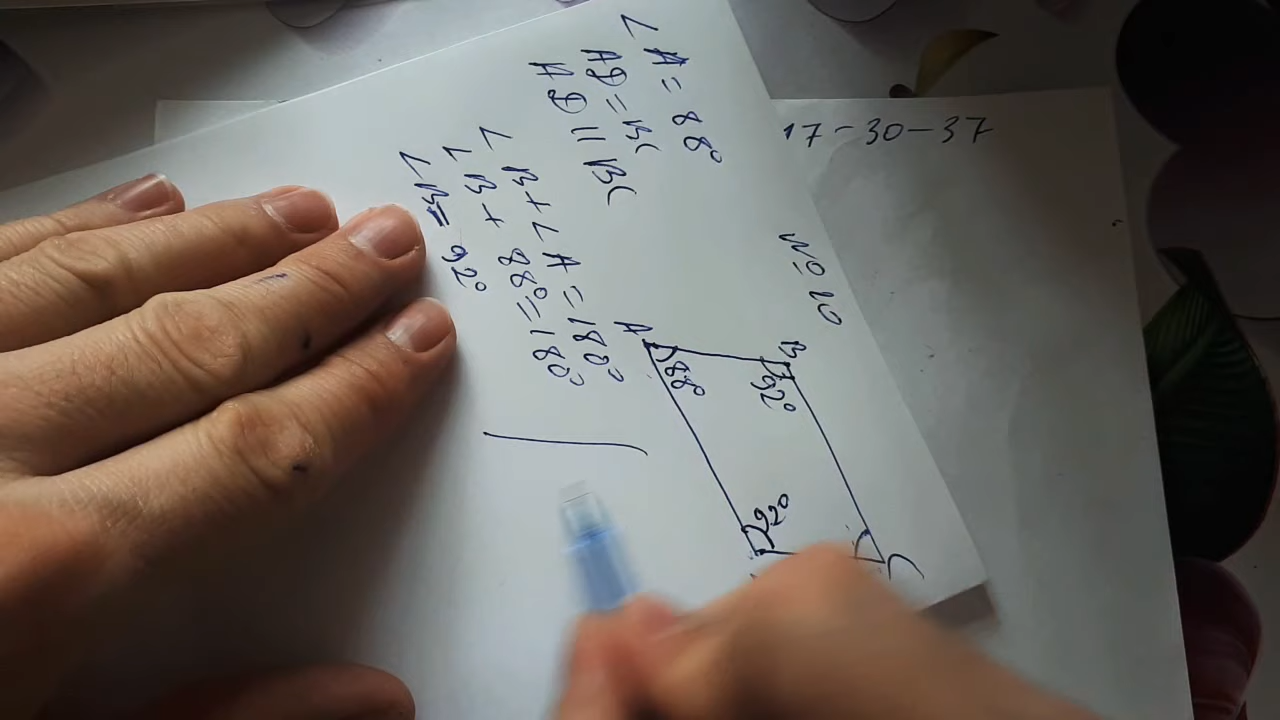 17-30-37
№ 10
∠A = 88°
AD = BC
AD || BC
∠B + ∠A = 180°
∠B + 88° = 180°
∠B = 92°
A
B
88°
92°
92°
C